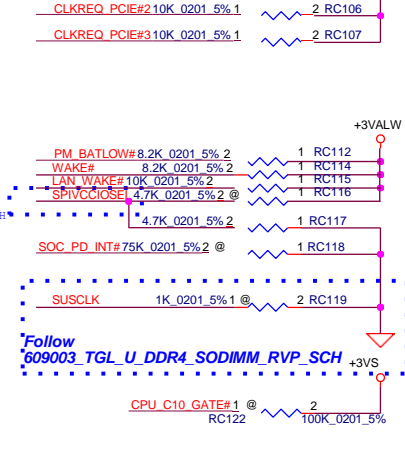 CLKREQ_PCIE#2 10K_0201_5% 1 2 RC106
CLKREQ_PCIE#3 10K_0201_5% 1 2 RC107
+3VALW
PM_BATLOW# 8.2K_0201_5% 2 1 RC112
WAKE# 8.2K_0201_5% 2 1 RC114
LAN_WAKE# 10K_0201_5% 2 1 RC115
SPIVCCIOSEL 4.7K_0201_5% 2 @ 1 RC116
H
4.7K_0201_5% 2 1 RC117
SOC_PD_INT# 75K_0201_5% 2 @ 1 RC118
SUSCLK 1K_0201_5% 1 @ 2 RC119
Follow
609003_TGL_U_DDR4_SODIMM_RVP_SCH
+3VS
CPU_C10_GATE# 1 @ 2
RC122 100K_0201_5%